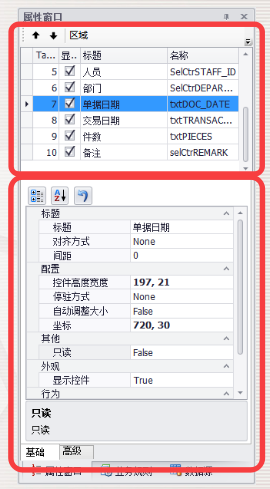 属性窗口
区域
Ta... 显.. 标题 名称
5 人员 SelCtrSTAFF_ID
6 部门 SelCtrDEPAR...
7 单据日期 txtDOC_DATE
8 交易日期 txtTRANSAC...
9 件数 txtPIECES
10 备注 selCtrREMARK
标题
标题 单据日期
对齐方式 None
间距 0
配置
控件高度宽度 197, 21
停驻方式 None
自动调整大小 False
坐标 720, 30
其他
只读 False
外观
显示控件 True
行为
只读
只读
基础 高级
属性窗口 业务规则 数据源